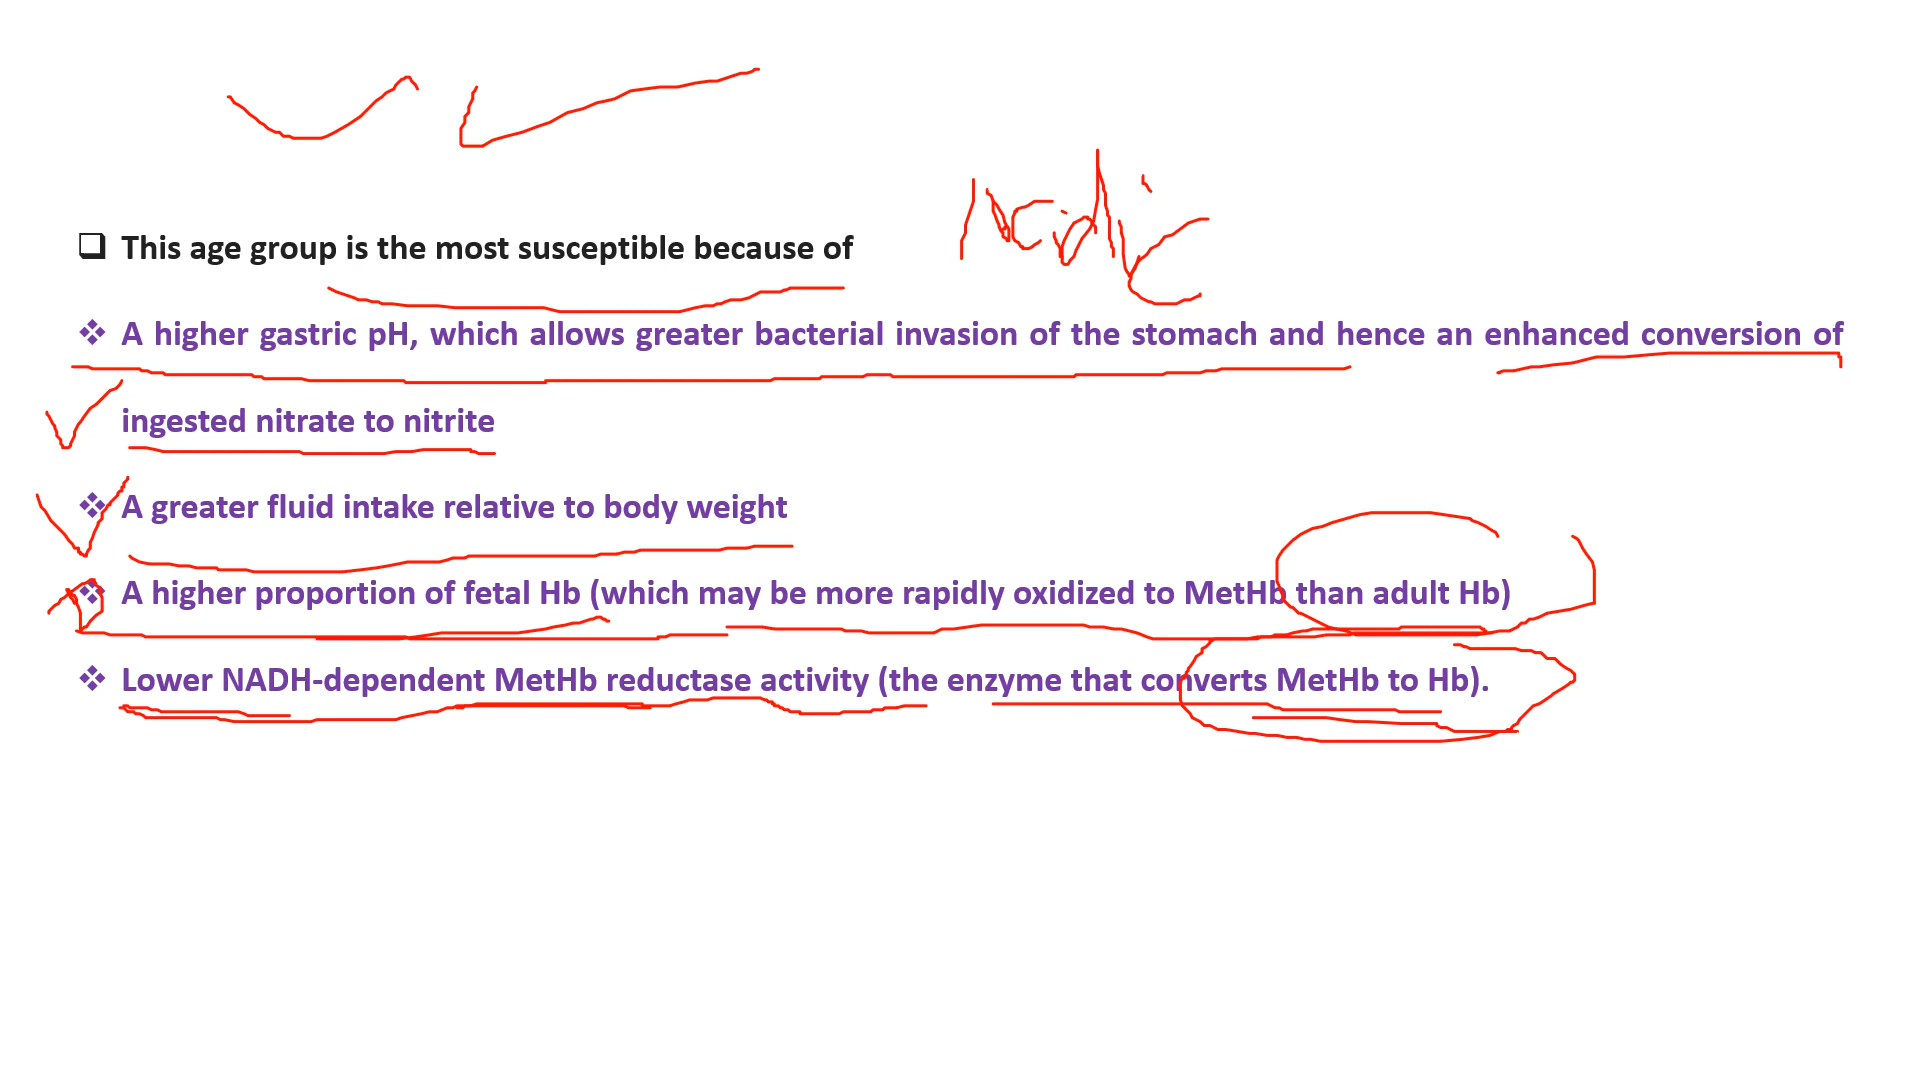 Acidic
This age group is the most susceptible because of
A higher gastric pH, which allows greater bacterial invasion of the stomach and hence an enhanced conversion of
ingested nitrate to nitrite
A greater fluid intake relative to body weight
A higher proportion of fetal Hb (which may be more rapidly oxidized to MetHb than adult Hb)
Lower NADH-dependent MetHb reductase activity (the enzyme that converts MetHb to Hb).